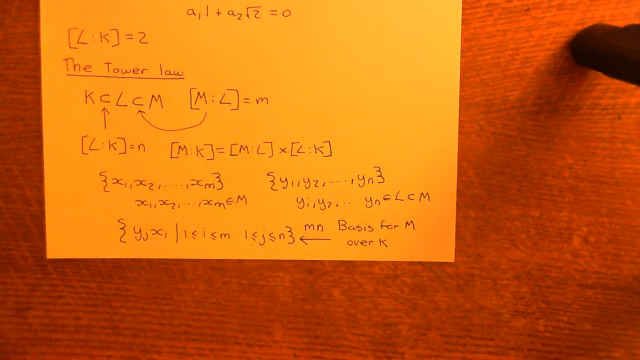 a₁1 + a₂√2 = 0
[L:K] = 2
The Tower law
K ⊂ L ⊂ M [M:L] = m
[L:K] = n [M:K] = [M:L] × [L:K]
{x₁, x₂, ..., xₘ} {y₁, y₂, ..., yₙ}
x₁, x₂, ..., xₘ ∈ M y₁, y₂, ... yₙ ∈ L ⊂ M
{yⱼxᵢ | 1 ≤ i ≤ m 1 ≤ j ≤ n} mn Basis for M
over K